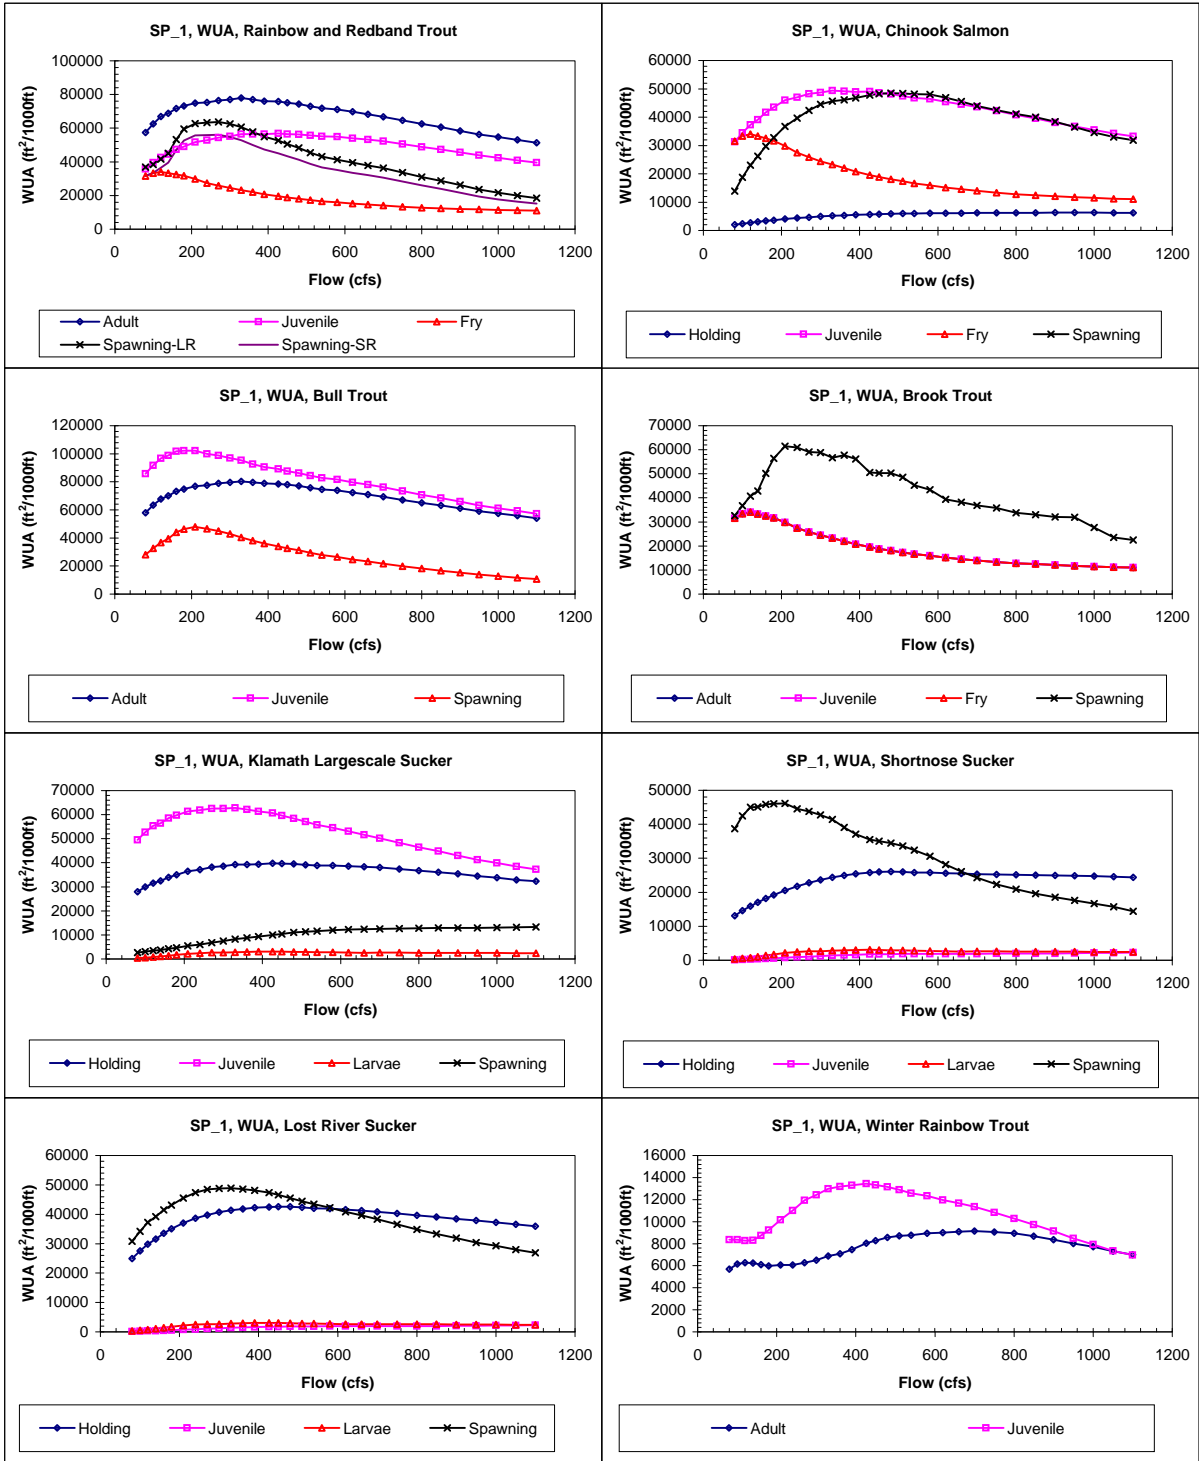 SP_1, WUA, Rainbow and Redband Trout
WUA (ft²/1000ft)
100000
80000
60000
40000
20000
0
0 200 400 600 800 1000 1200
Flow (cfs)
Adult Juvenile Fry
Spawning-LR Spawning-SR
SP_1, WUA, Chinook Salmon
WUA (ft²/1000ft)
60000
50000
40000
30000
20000
10000
0
0 200 400 600 800 1000 1200
Flow (cfs)
Holding Juvenile Fry Spawning
SP_1, WUA, Bull Trout
WUA (ft²/1000ft)
120000
100000
80000
60000
40000
20000
0
0 200 400 600 800 1000 1200
Flow (cfs)
Adult Juvenile Spawning
SP_1, WUA, Brook Trout
WUA (ft²/1000ft)
70000
60000
50000
40000
30000
20000
10000
0
0 200 400 600 800 1000 1200
Flow (cfs)
Adult Juvenile Fry Spawning
SP_1, WUA, Klamath Largescale Sucker
WUA (ft²/1000ft)
70000
60000
50000
40000
30000
20000
10000
0
0 200 400 600 800 1000 1200
Flow (cfs)
Holding Juvenile Larvae Spawning
SP_1, WUA, Shortnose Sucker
WUA (ft²/1000ft)
50000
40000
30000
20000
10000
0
0 200 400 600 800 1000 1200
Flow (cfs)
Holding Juvenile Larvae Spawning
SP_1, WUA, Lost River Sucker
WUA (ft²/1000ft)
60000
50000
40000
30000
20000
10000
0
0 200 400 600 800 1000 1200
Flow (cfs)
Holding Juvenile Larvae Spawning
SP_1, WUA, Winter Rainbow Trout
WUA (ft²/1000ft)
16000
14000
12000
10000
8000
6000
4000
2000
0
0 200 400 600 800 1000 1200
Flow (cfs)
Adult Juvenile